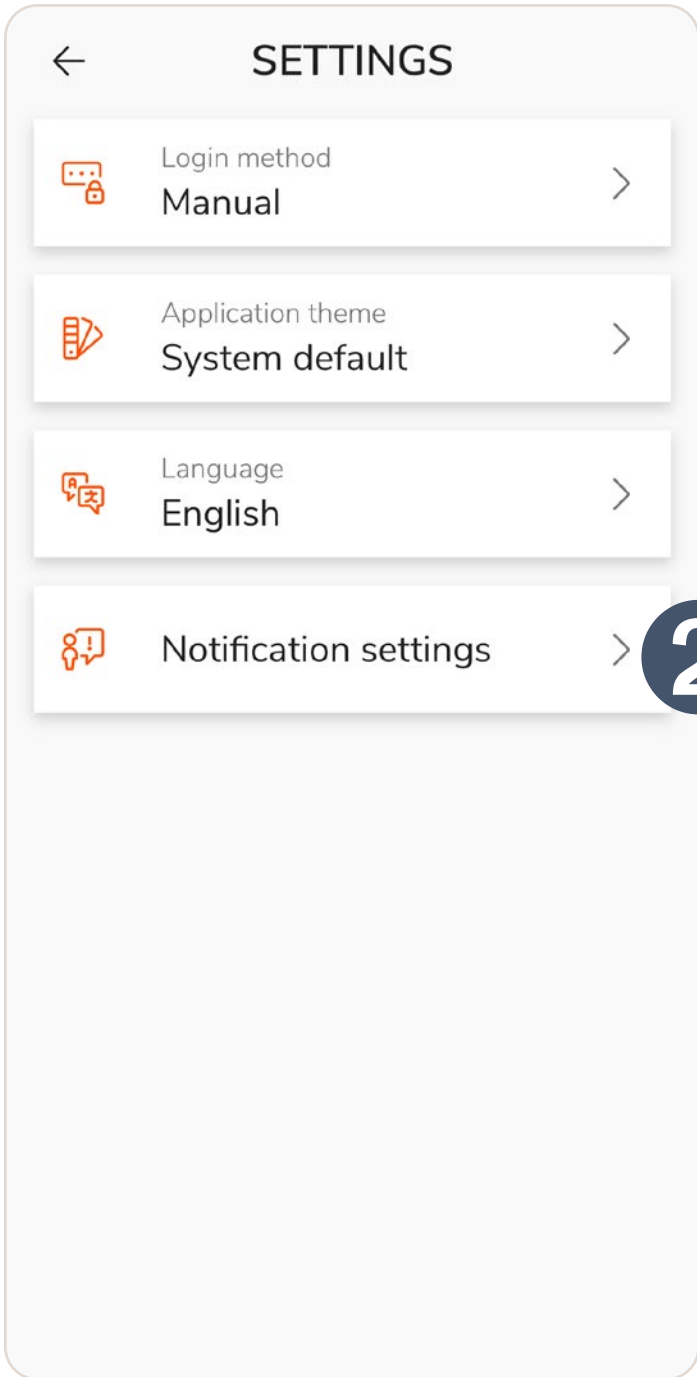 SETTINGS
Login method
Manual
Application theme
System default
Language
English
Notification settings
2